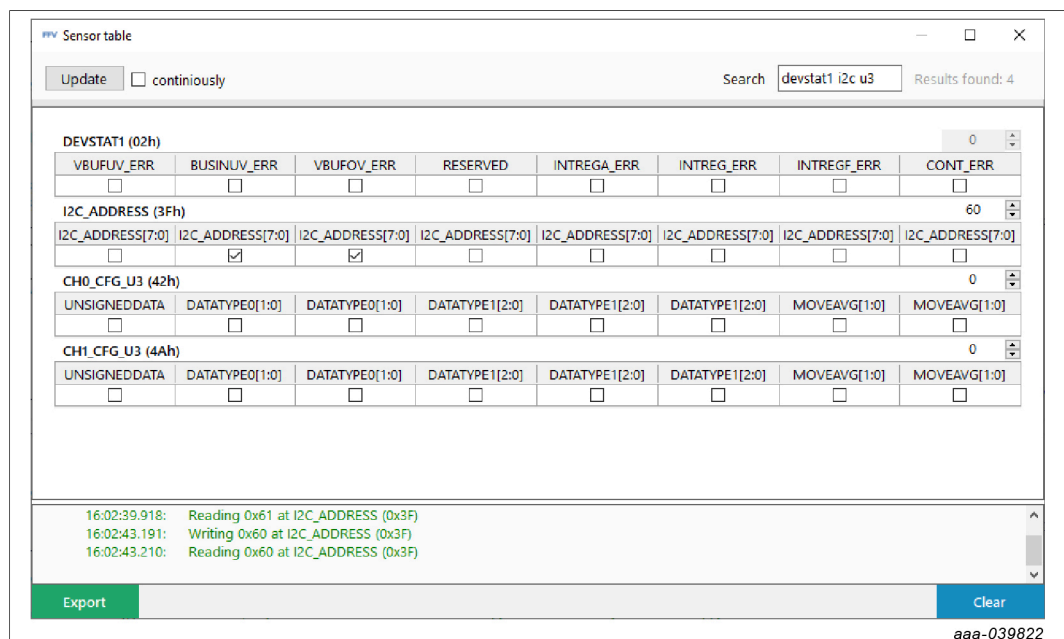 FFV Sensor table
Update continiously Search devstat1 i2c u3 Results found: 4
DEVSTAT1 (02h) 0
VBUFUV_ERR BUSINUV_ERR VBUFOV_ERR RESERVED INTREGA_ERR INTREG_ERR INTREGF_ERR CONT_ERR
I2C_ADDRESS (3Fh) 60
I2C_ADDRESS[7:0] I2C_ADDRESS[7:0] I2C_ADDRESS[7:0] I2C_ADDRESS[7:0] I2C_ADDRESS[7:0] I2C_ADDRESS[7:0] I2C_ADDRESS[7:0] I2C_ADDRESS[7:0]
CH0_CFG_U3 (42h) 0
UNSIGNEDDATA DATATYPE0[1:0] DATATYPE0[1:0] DATATYPE1[2:0] DATATYPE1[2:0] DATATYPE1[2:0] MOVEAVG[1:0] MOVEAVG[1:0]
CH1_CFG_U3 (4Ah) 0
UNSIGNEDDATA DATATYPE0[1:0] DATATYPE0[1:0] DATATYPE1[2:0] DATATYPE1[2:0] DATATYPE1[2:0] MOVEAVG[1:0] MOVEAVG[1:0]
16:02:39.918: Reading 0x61 at I2C_ADDRESS (0x3F)
16:02:43.191: Writing 0x60 at I2C_ADDRESS (0x3F)
16:02:43.210: Reading 0x60 at I2C_ADDRESS (0x3F)
Export Clear
aaa-039822